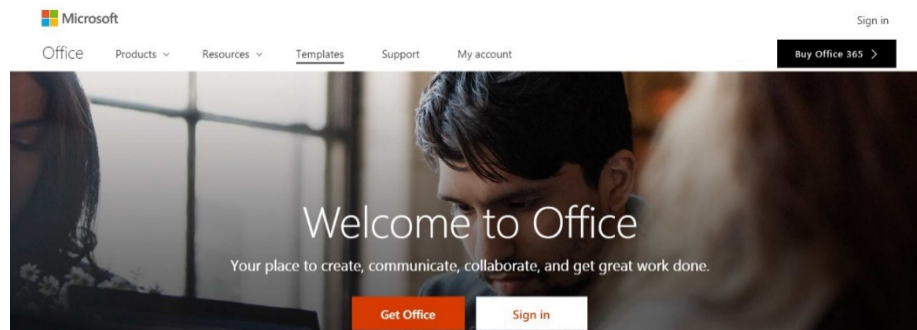 Microsoft
Sign in
Office Products Resources Templates Support My account Buy Office 365 >
Welcome to Office
Your place to create, communicate, collaborate, and get great work done.
Get Office Sign in